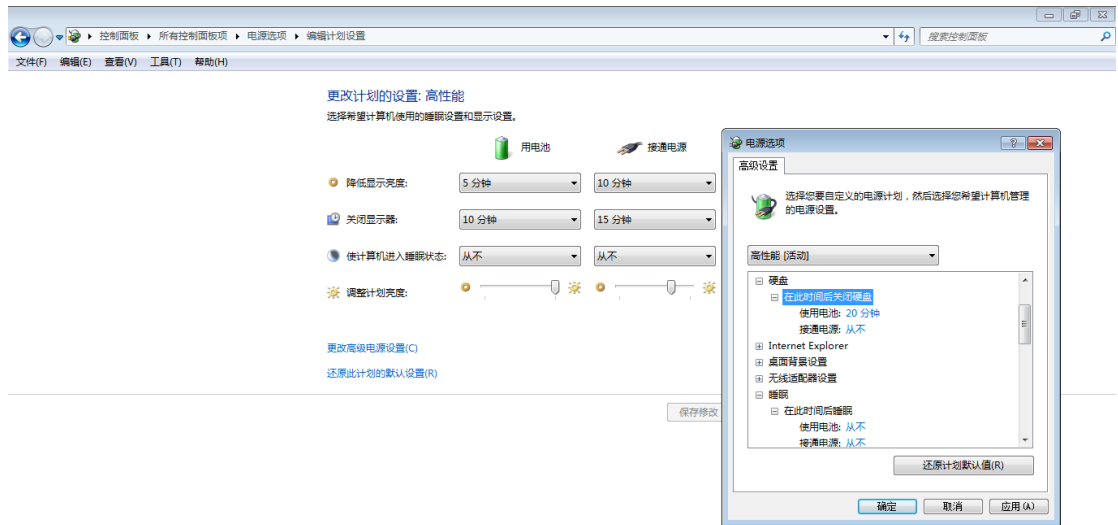 控制面板 ▸ 所有控制面板项 ▸ 电源选项 ▸ 编辑计划设置
搜索控制面板
文件(F) 编辑(E) 查看(V) 工具(T) 帮助(H)
更改计划的设置: 高性能
选择希望计算机使用的睡眠设置和显示设置。
用电池 接通电源
降低显示亮度: 5 分钟 10 分钟
关闭显示器: 10 分钟 15 分钟
使计算机进入睡眠状态: 从不 从不
调整计划亮度:
更改高级电源设置(C)
还原此计划的默认设置(R)
保存修改
电源选项
高级设置
选择您要自定义的电源计划，然后选择您希望计算机管理
的电源设置。
高性能 [活动]
硬盘
在此时间后关闭硬盘
使用电池: 20 分钟
接通电源: 从不
Internet Explorer
桌面背景设置
无线适配器设置
睡眠
在此时间后睡眠
使用电池: 从不
接通电源: 从不
还原计划默认值(R)
确定 取消 应用(A)